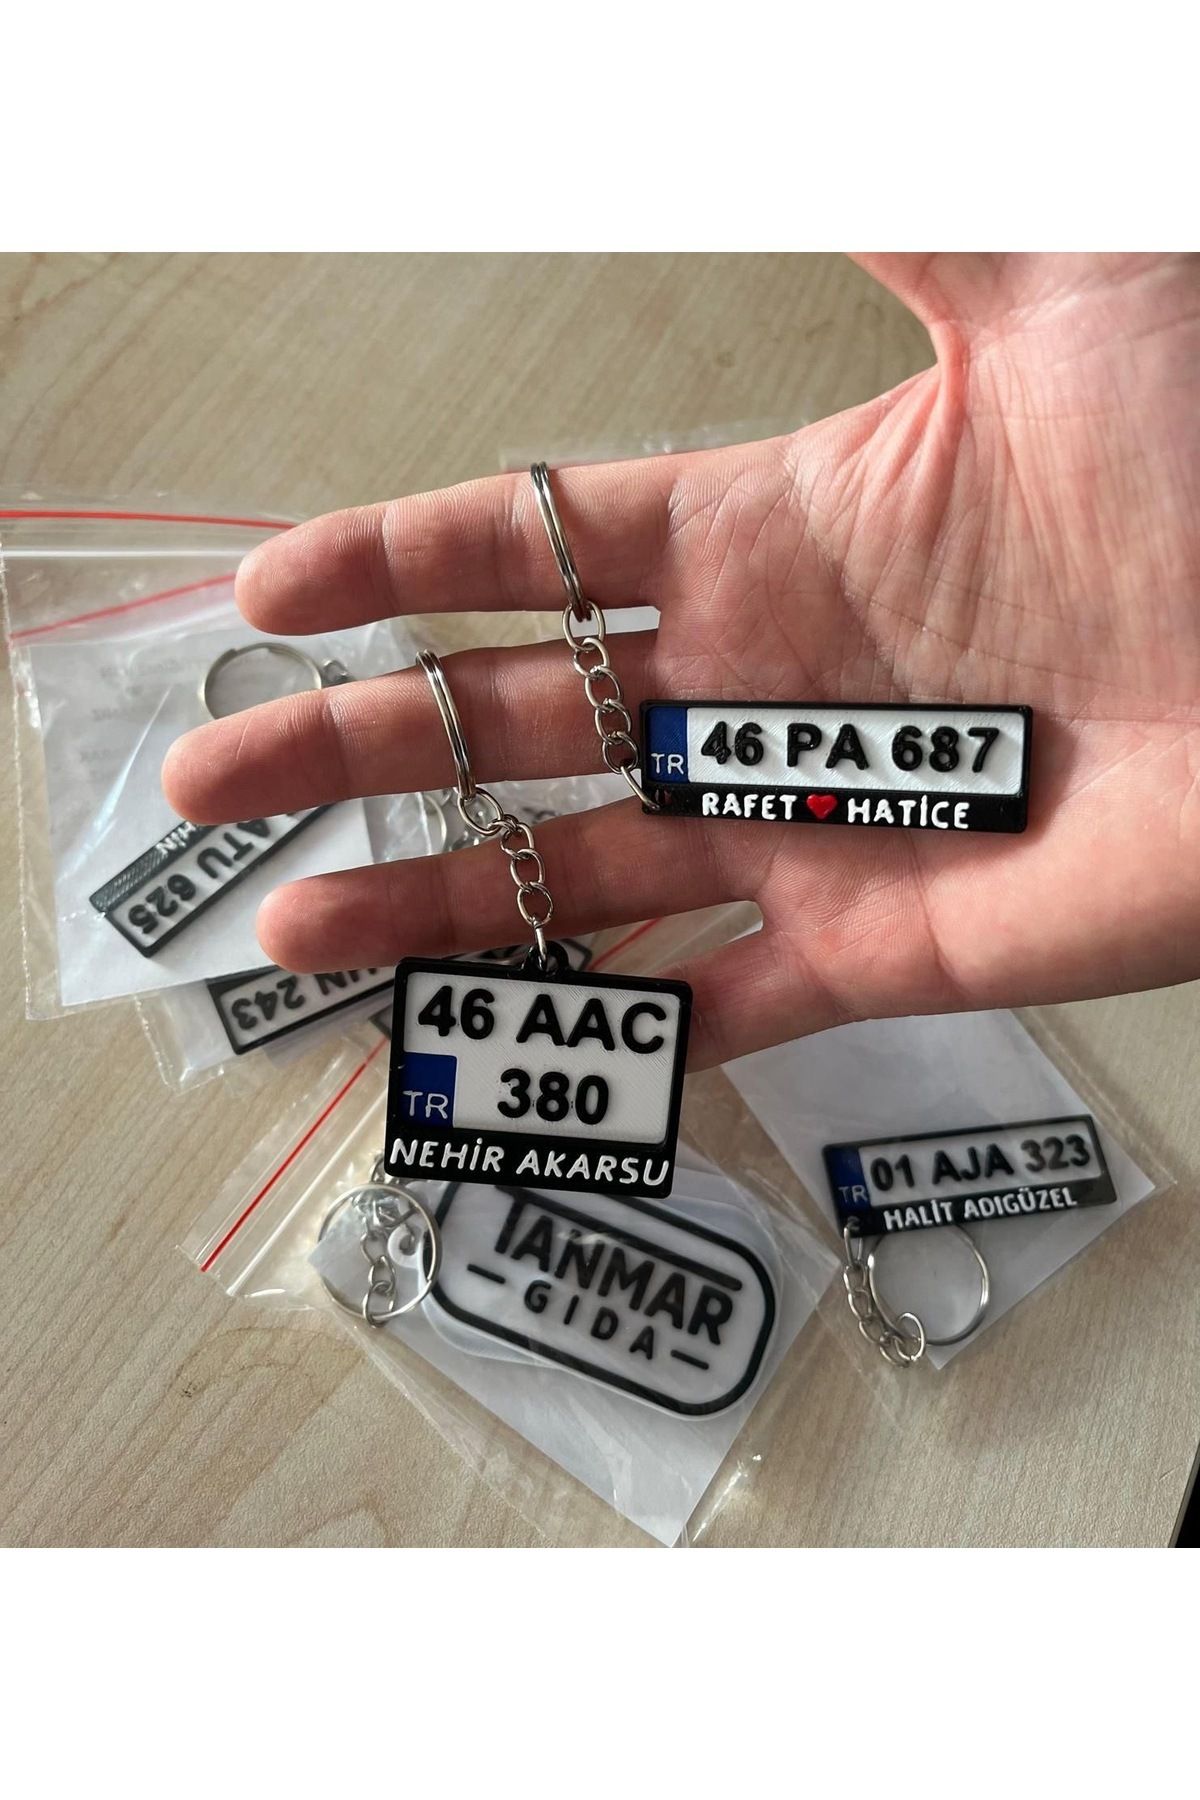 TR 46 PA 687
RAFET ❤ HATİCE
46 AAC
TR 380
NEHİR AKARSU
TR 01 AJA 323
HALİT ADIGÜZEL
TANMAR
— GIDA —
625
243